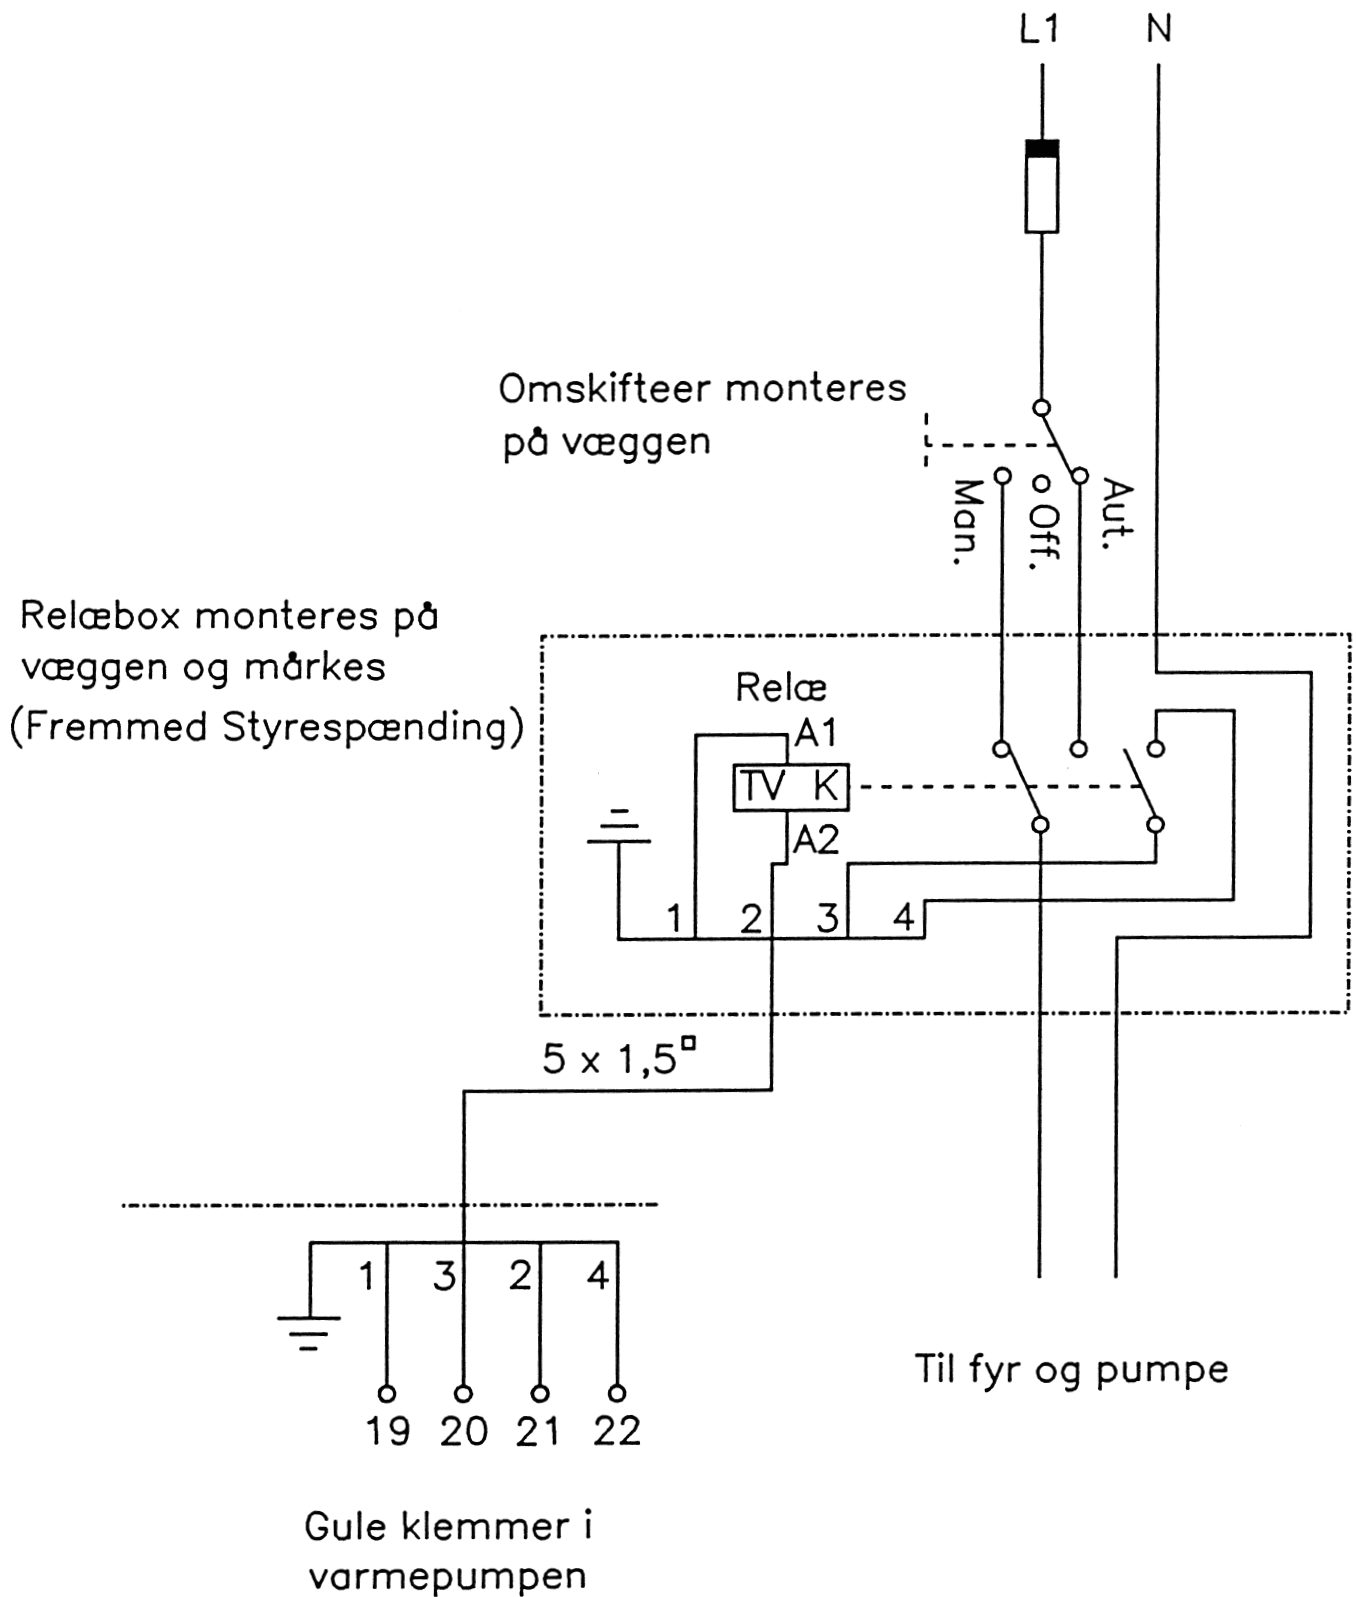 L1 N
Omskifteer monteres
på væggen
Man. Off. Aut.
Relæbox monteres på
væggen og mårkes
(Fremmed Styrespænding)
Relæ
A1
TV K
A2
1 2 3 4
5 x 1,5□
1 3 2 4
Til fyr og pumpe
19 20 21 22
Gule klemmer i
varmepumpen